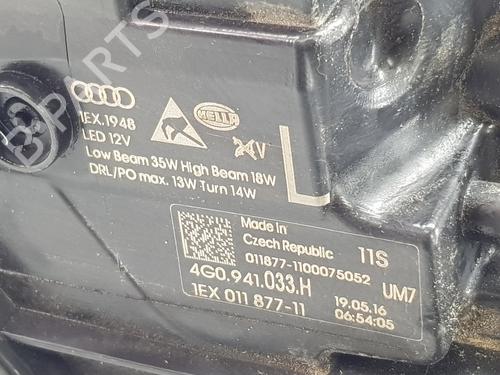 B PARTS
1EX.1948
LED 12V
HELLA
24V
Low Beam 35W High Beam 18W
DRL/PO max. 13W Turn 14W
L
Made in
Czech Republic
11S
011877-1100075052
4G0.941.033.H
UM7
1EX 011 877-11
19.05.16
06:54:05